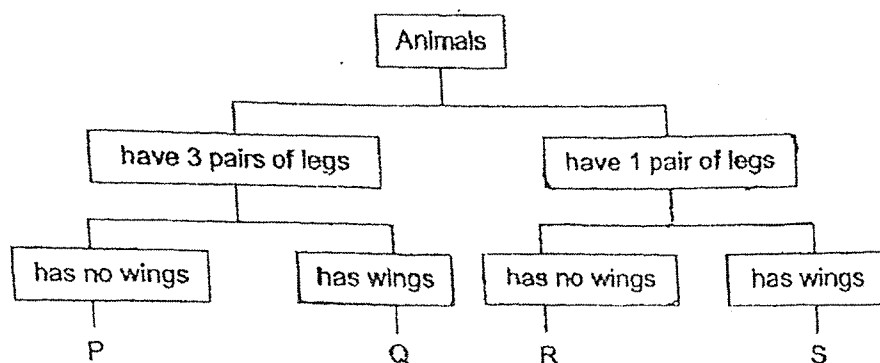 Animals
have 3 pairs of legs
have 1 pair of legs
has no wings
has wings
has no wings
has wings
P
Q
R
S